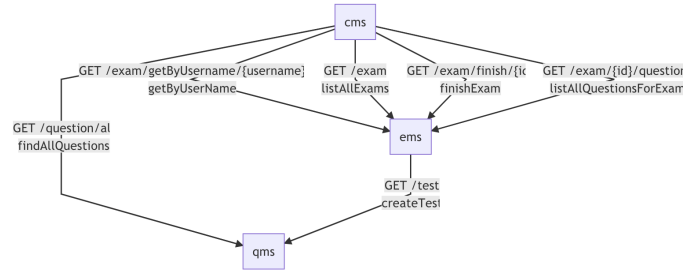 cms
GET /exam/getByUsername/{username}
getByUserName
GET /exam
listAllExams
GET /exam/finish/{ic
finishExam
GET /exam/{id}/question
listAllQuestionsForExam
GET /question/al
findAllQuestions
ems
GET /test
createTest
qms